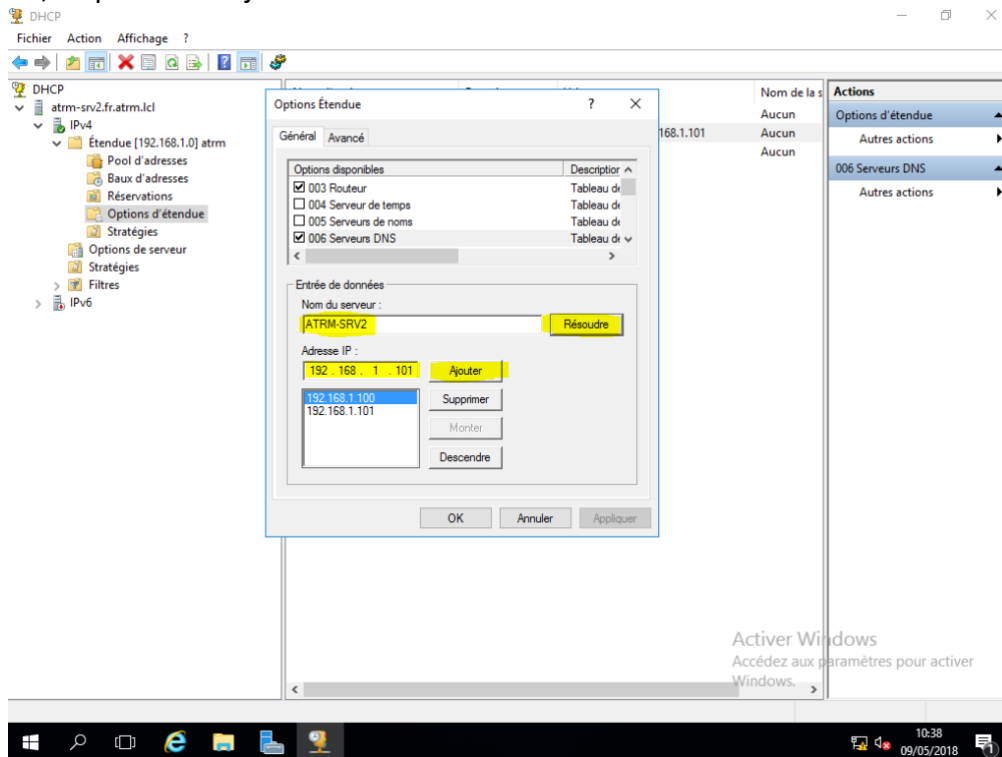 DHCP
Fichier Action Affichage ?
DHCP
atrm-srv2.fr.atrm.lcl
IPv4
Étendue [192.168.1.0] atrm
Pool d'adresses
Baux d'adresses
Réservations
Options d'étendue
Stratégies
Options de serveur
Stratégies
Filtres
IPv6
Options Étendue ? ×
Général Avancé
Options disponibles Descriptior
003 Routeur Tableau de
004 Serveur de temps Tableau de
005 Serveurs de noms Tableau de
006 Serveurs DNS Tableau de
Entrée de données
Nom du serveur :
ATRM-SRV2 Résoudre
Adresse IP :
192 . 168 . 1 . 101 Ajouter
192.168.1.100 Supprimer
192.168.1.101
Monter
Descendre
OK Annuler Appliquer
Nom de la s
Aucun
168.1.101 Aucun
Aucun
Actions
Options d'étendue
Autres actions
006 Serveurs DNS
Autres actions
Activer Windows
Accédez aux paramètres pour activer
Windows.
10:38
09/05/2018
1